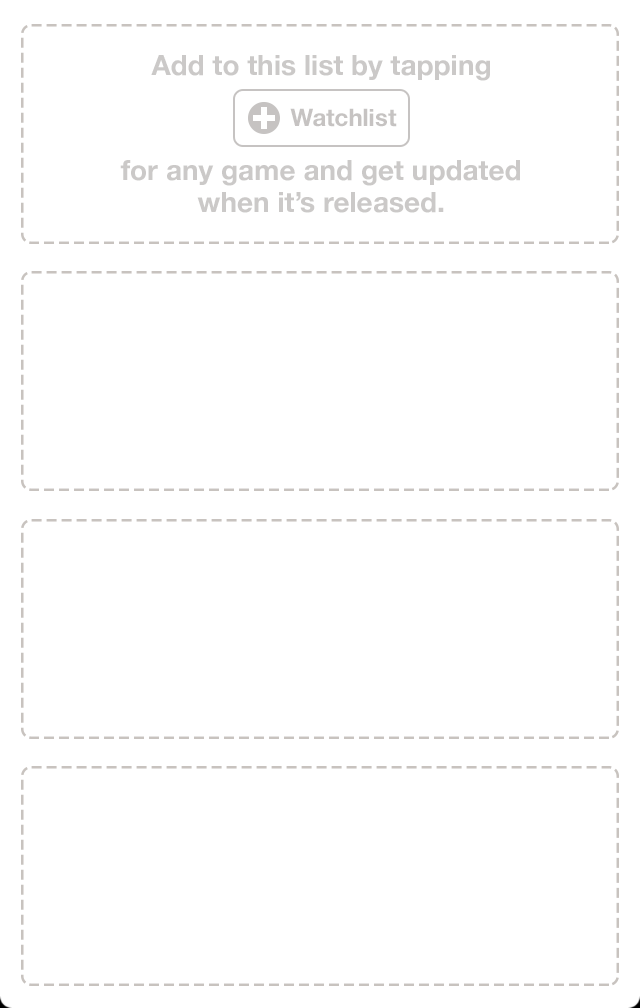 Add to this list by tapping
Watchlist
for any game and get updated
when it’s released.